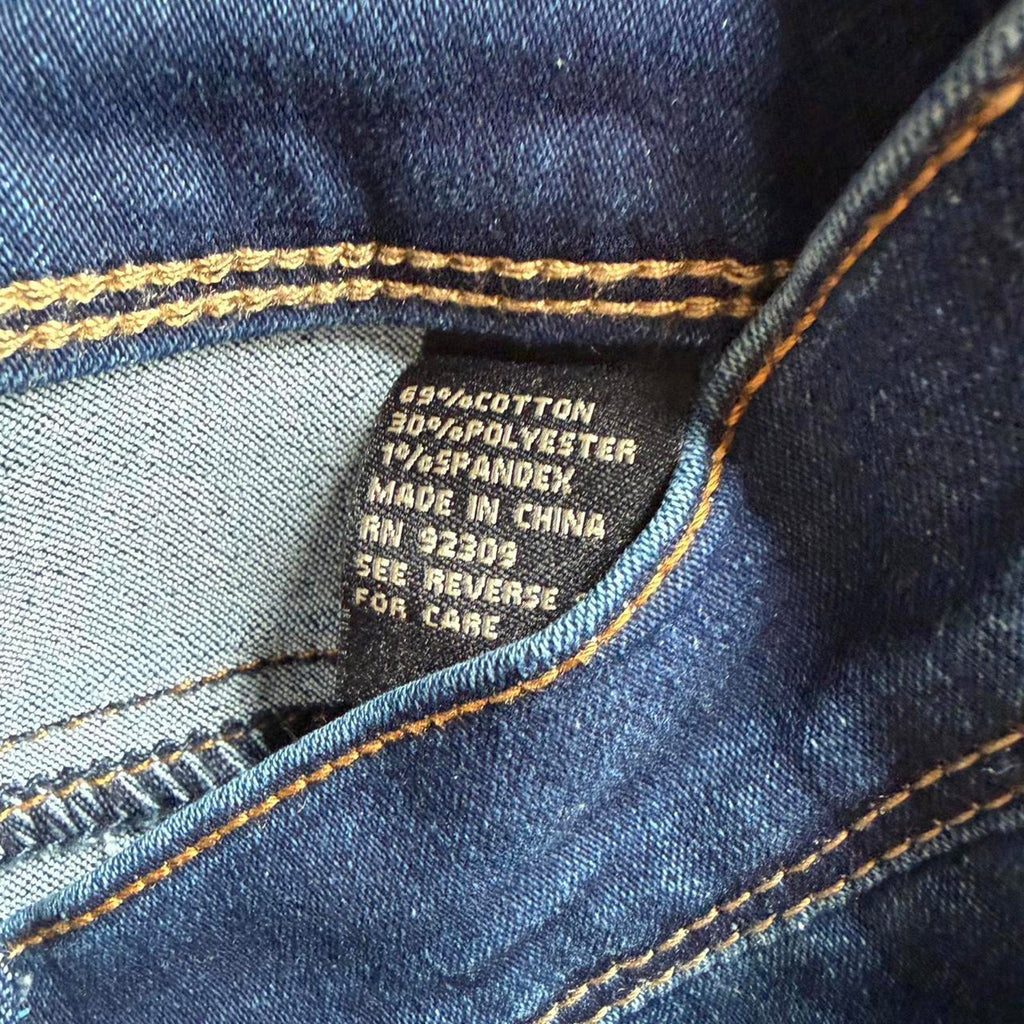 69%COTTON
30%POLYESTER
1%SPANDEX
MADE IN CHINA
RN 92309
SEE REVERSE
FOR CARE